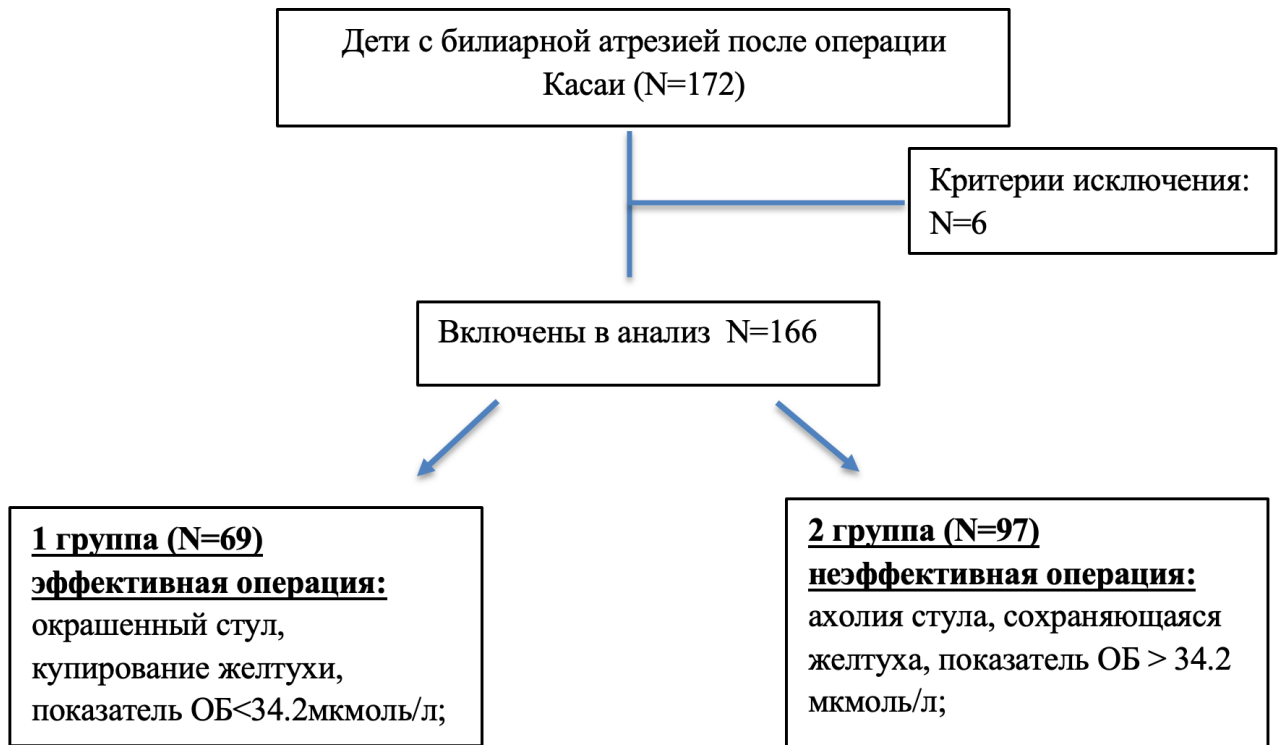 Дети с билиарной атрезией после операции
Касаи (N=172)
Критерии исключения:
N=6
Включены в анализ N=166
1 группа (N=69)
эффективная операция:
окрашенный стул,
купирование желтухи,
показатель ОБ<34.2мкмоль/л;
2 группа (N=97)
неэффективная операция:
ахолия стула, сохраняющаяся
желтуха, показатель ОБ > 34.2
мкмоль/л;